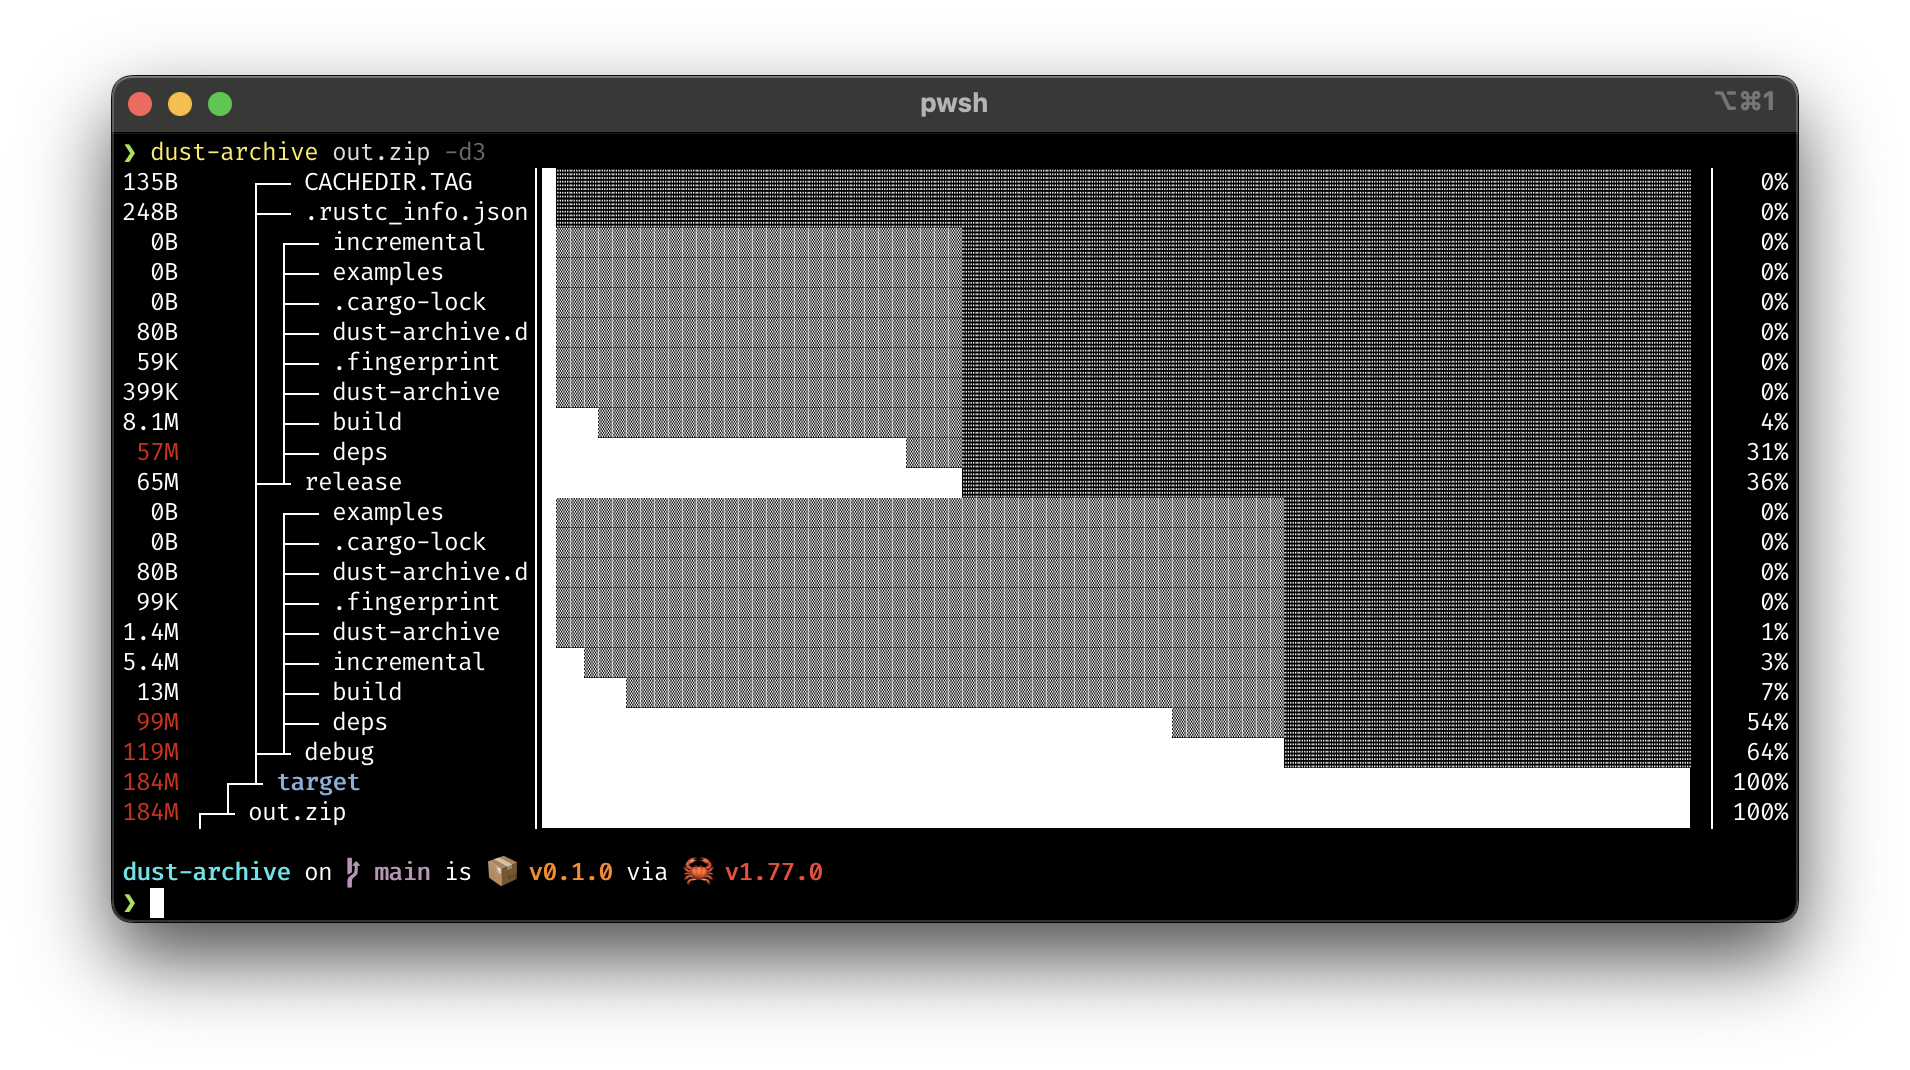 pwsh
⌥⌘1
❯ dust-archive out.zip -d3
135B ┌── CACHEDIR.TAG 0%
248B ├── .rustc_info.json 0%
0B ┌── incremental 0%
0B ├── examples 0%
0B ├── .cargo-lock 0%
80B ├── dust-archive.d 0%
59K ├── .fingerprint 0%
399K ├── dust-archive 0%
8.1M ├── build 4%
57M ├── deps 31%
65M ├── release 36%
0B ┌── examples 0%
0B ├── .cargo-lock 0%
80B ├── dust-archive.d 0%
99K ├── .fingerprint 0%
1.4M ├── dust-archive 1%
5.4M ├── incremental 3%
13M ├── build 7%
99M ├── deps 54%
119M ├── debug 64%
184M ┌─┴ target 100%
184M ┌─┴ out.zip 100%
dust-archive on main is 📦 v0.1.0 via 🦀 v1.77.0
❯